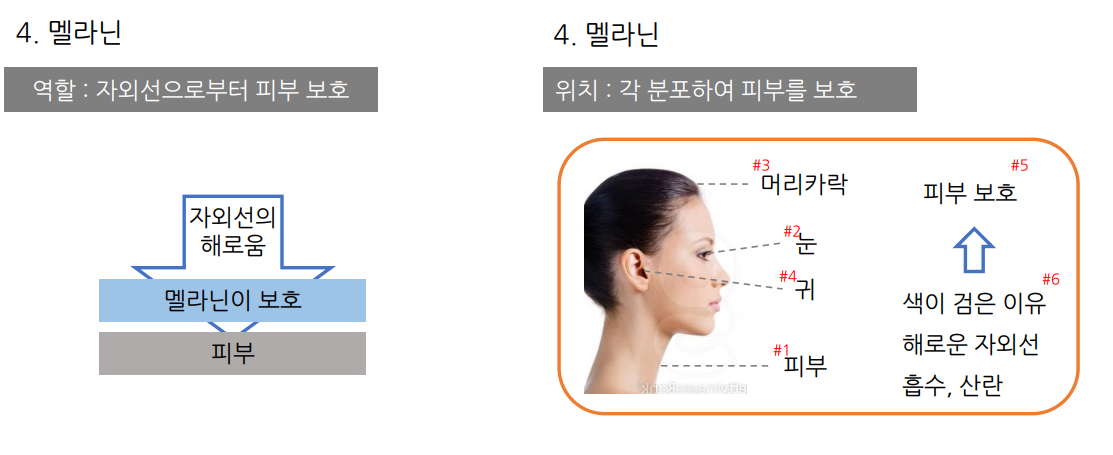 4. 멜라닌
역할 : 자외선으로부터 피부 보호
자외선의
해로움
멜라닌이 보호
피부
4. 멜라닌
위치 : 각 분포하여 피부를 보호
#3
머리카락
#2
눈
#4
귀
#1
피부
#5
피부 보호
#6
색이 검은 이유
해로운 자외선
흡수, 산란